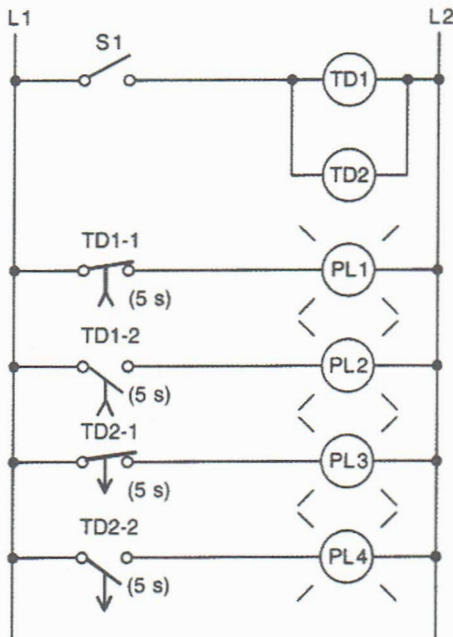 L1 L2
S1
TD1
TD2
TD1-1
PL1
(5 s)
TD1-2
PL2
(5 s)
TD2-1
PL3
(5 s)
TD2-2
PL4
(5 s)